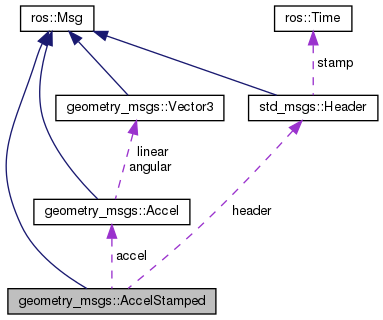 ros::Msg
ros::Time
stamp
geometry_msgs::Vector3
std_msgs::Header
linear
angular
geometry_msgs::Accel
header
accel
geometry_msgs::AccelStamped